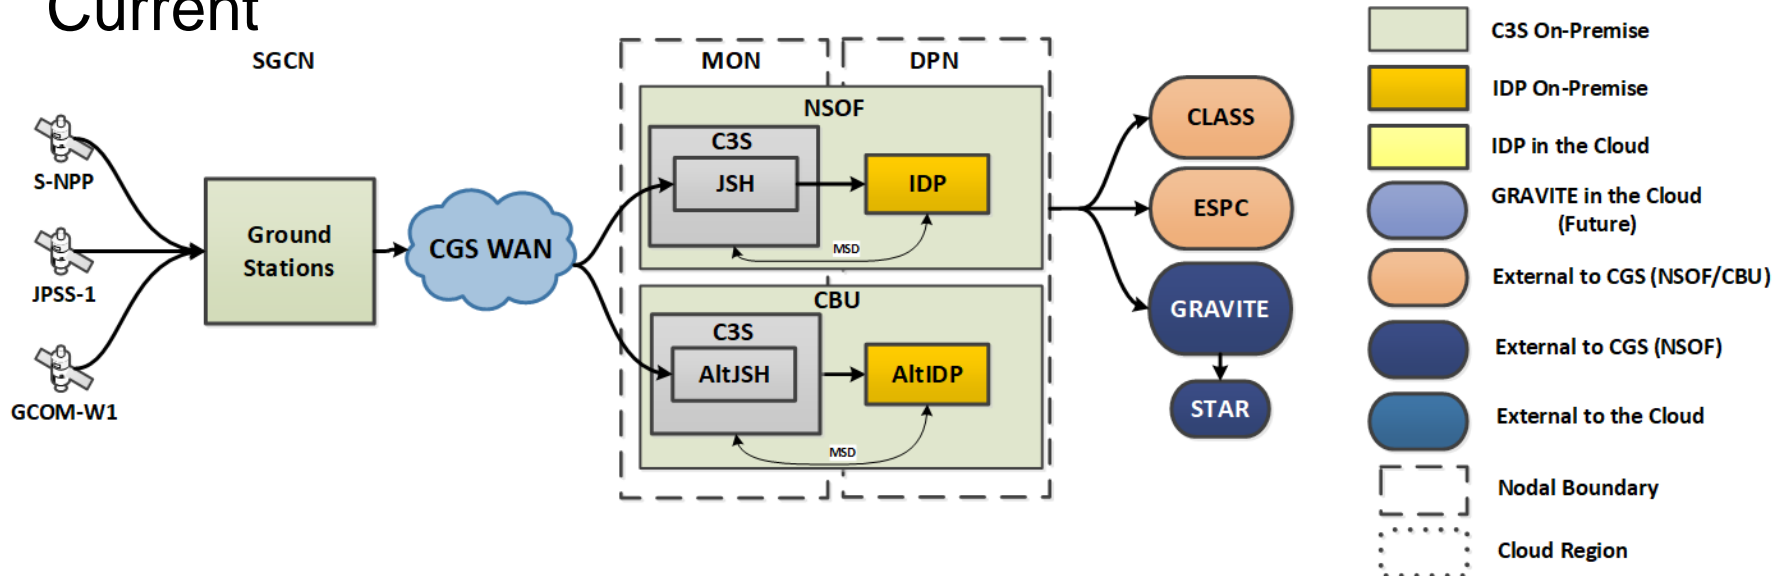 Current
SGCN
MON
DPN
NSOF
C3S
JSH
IDP
MSD
CBU
C3S
AltJSH
AltIDP
MSD
S-NPP
JPSS-1
GCOM-W1
Ground
Stations
CGS WAN
CLASS
ESPC
GRAVITE
STAR
C3S On-Premise
IDP On-Premise
IDP in the Cloud
GRAVITE in the Cloud
(Future)
External to CGS (NSOF/CBU)
External to CGS (NSOF)
External to the Cloud
Nodal Boundary
Cloud Region